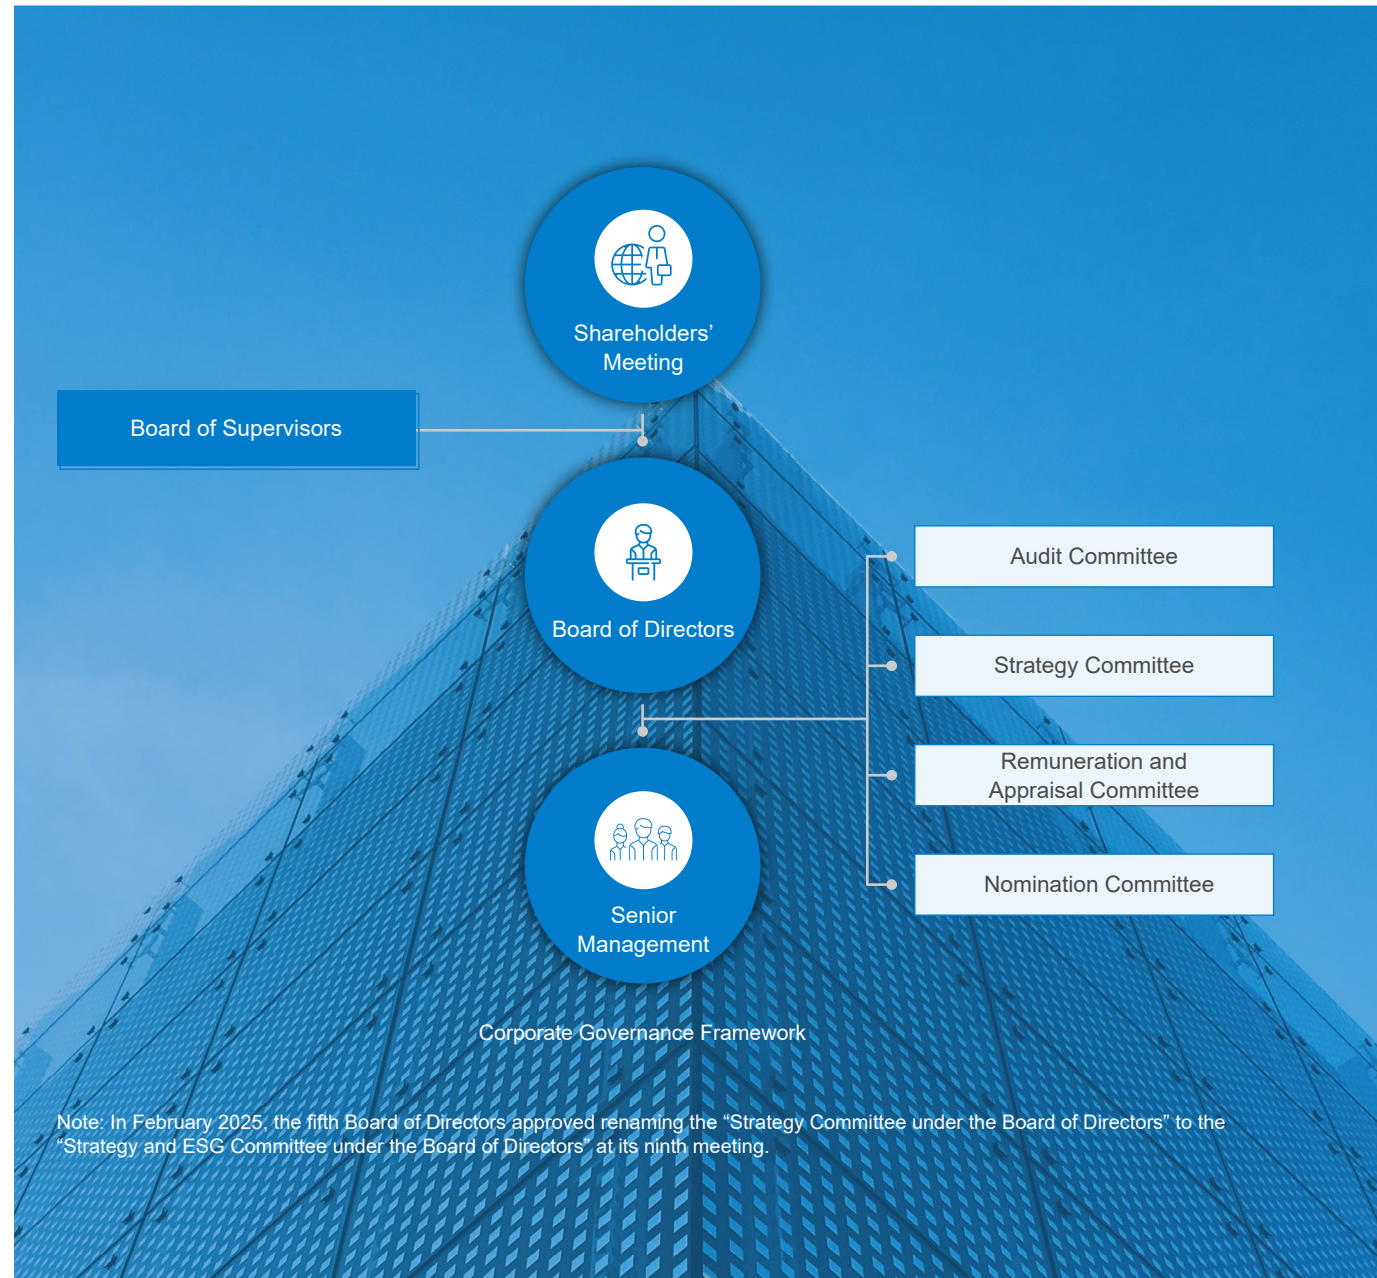 Shareholders’
Meeting
Board of Supervisors
Board of Directors
Audit Committee
Strategy Committee
Remuneration and
Appraisal Committee
Nomination Committee
Senior
Management
Corporate Governance Framework
Note: In February 2025, the fifth Board of Directors approved renaming the “Strategy Committee under the Board of Directors” to the
“Strategy and ESG Committee under the Board of Directors” at its ninth meeting.